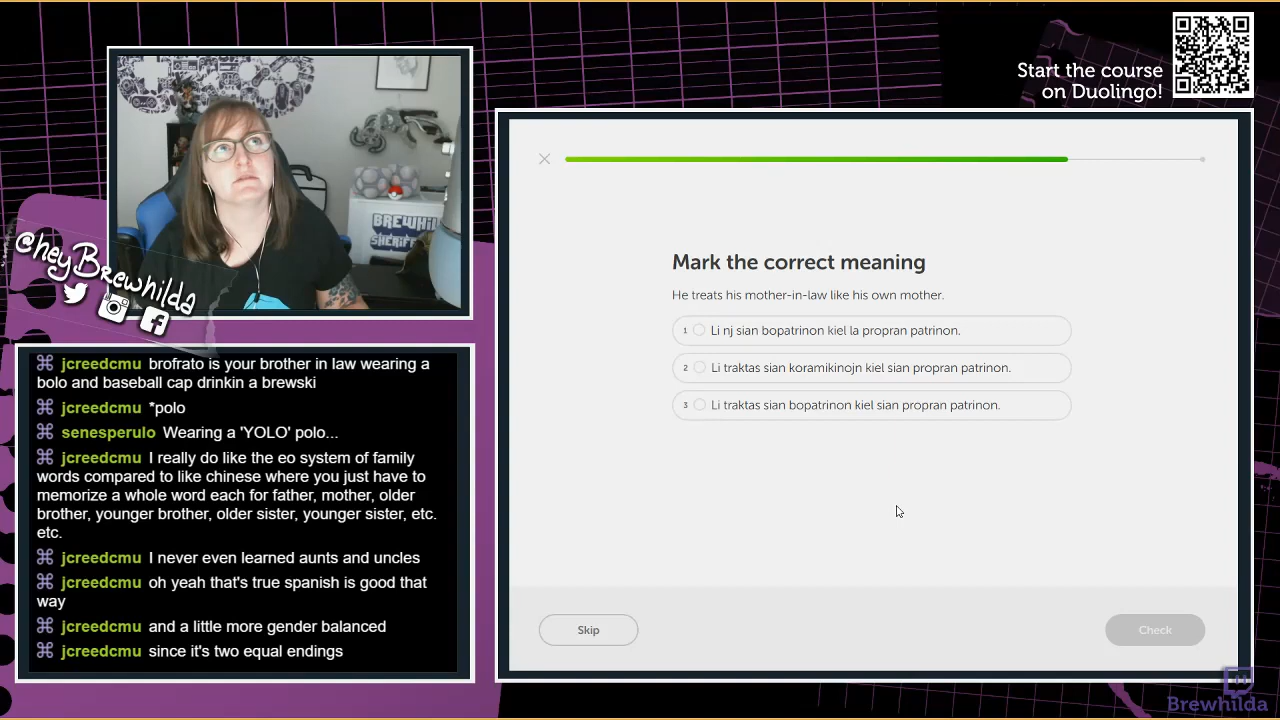 Start the course
on Duolingo!
BREWHIL
SHERIFF
@heyBrewhilda
Mark the correct meaning
He treats his mother-in-law like his own mother.
1 Li nj sian bopatrinon kiel la propran patrinon.
2 Li traktas sian koramikinojn kiel sian propran patrinon.
3 Li traktas sian bopatrinon kiel sian propran patrinon.
Skip
Check
jcreedcmu brofrato is your brother in law wearing a
bolo and baseball cap drinkin a brewski
jcreedcmu *polo
senesperulo Wearing a 'YOLO' polo...
jcreedcmu I really do like the eo system of family
words compared to like chinese where you just have to
memorize a whole word each for father, mother, older
brother, younger brother, older sister, younger sister, etc.
etc.
jcreedcmu I never even learned aunts and uncles
jcreedcmu oh yeah that's true spanish is good that
way
jcreedcmu and a little more gender balanced
jcreedcmu since it's two equal endings
Brewhilda